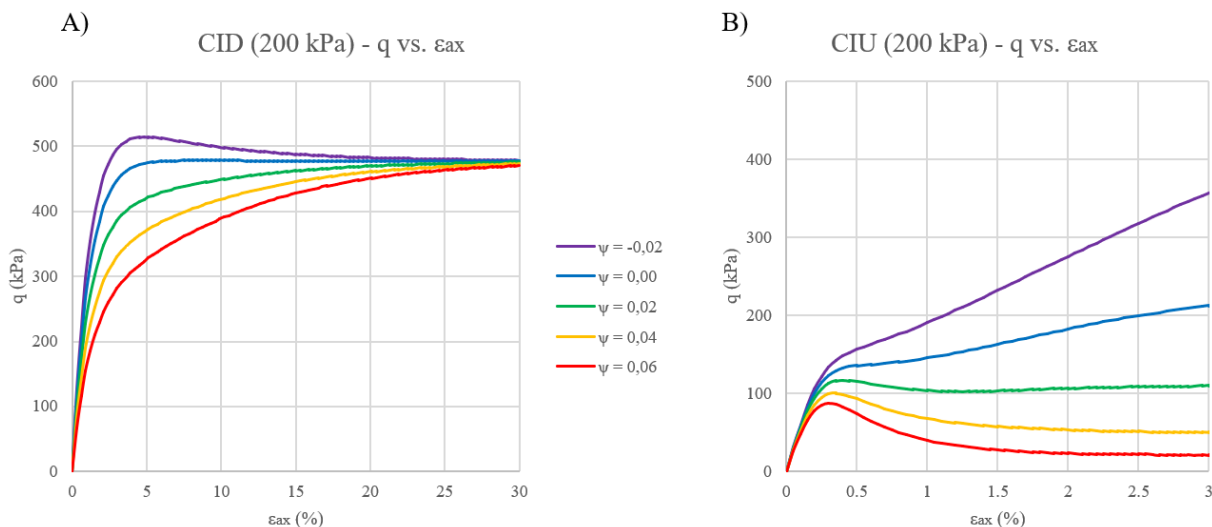 A)
CID (200 kPa) - q vs. εax
600
500
400
300
200
100
0
q (kPa)
0 5 10 15 20 25 30
εax (%)
ψ = -0,02
ψ = 0,00
ψ = 0,02
ψ = 0,04
ψ = 0,06
B)
CIU (200 kPa) - q vs. εax
500
400
300
200
100
0
q (kPa)
0 0.5 1 1.5 2 2.5 3
εax (%)